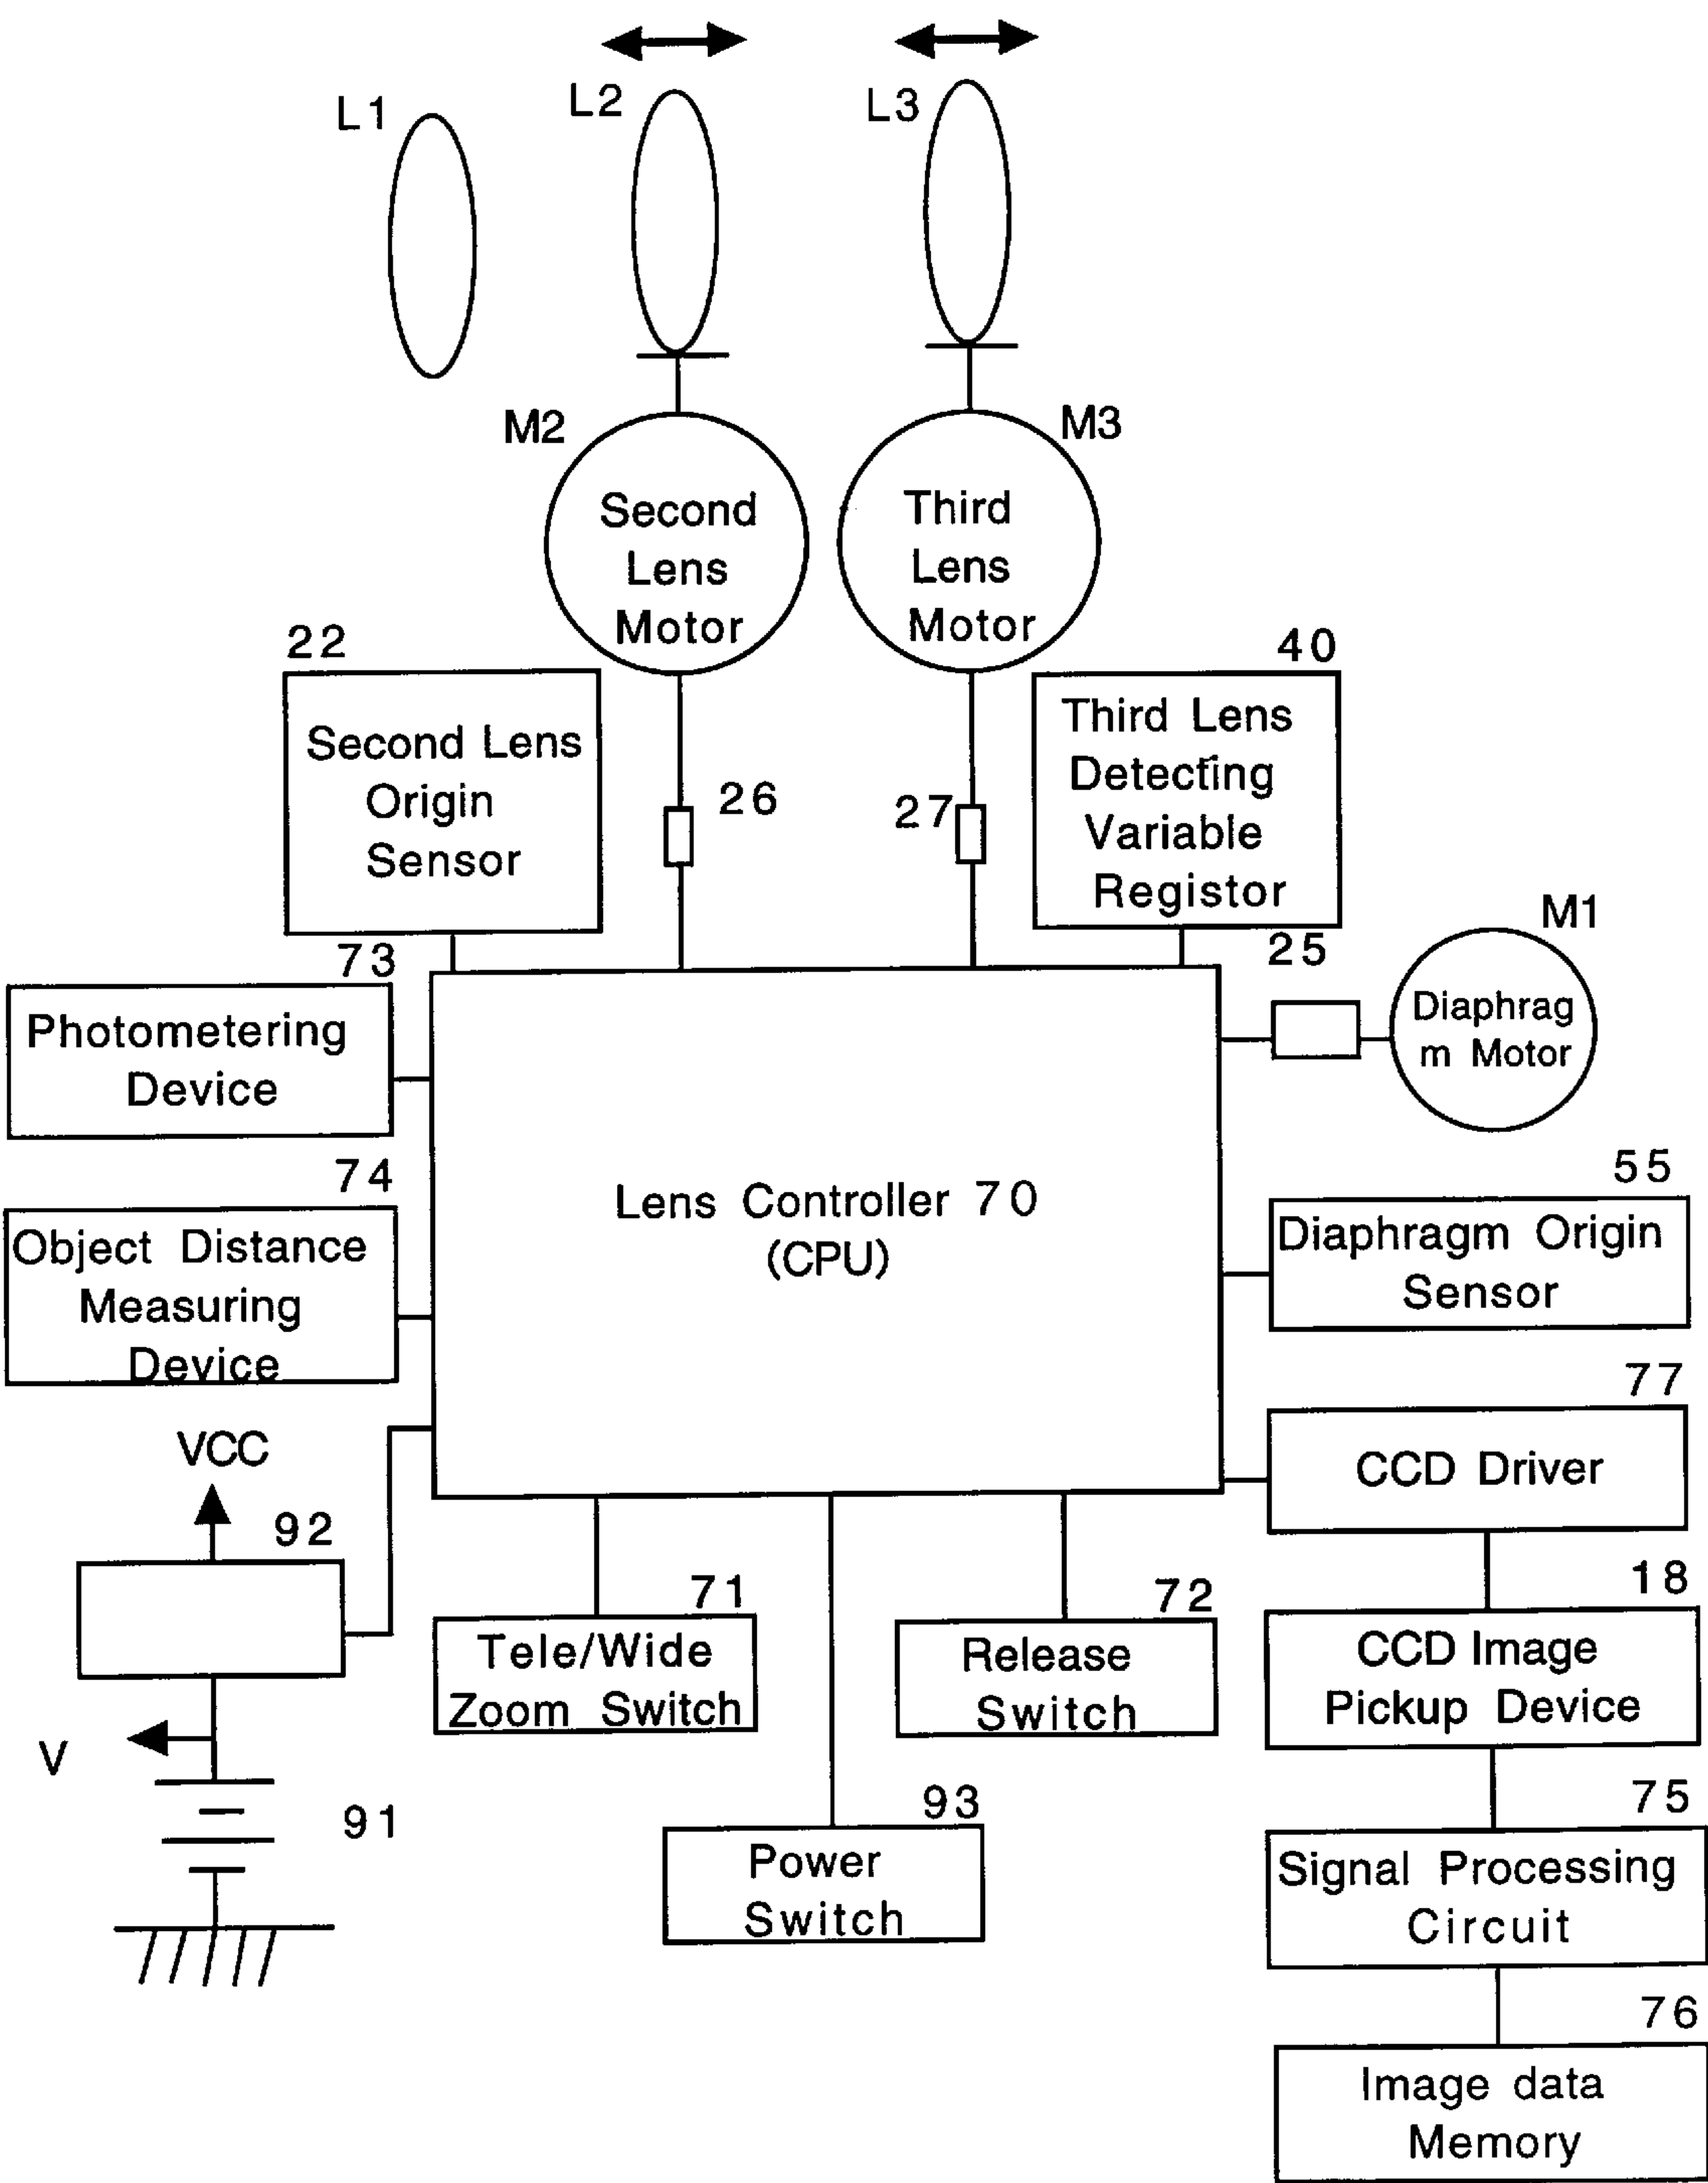 L1
L2
L3
M2
M3
Second
Lens
Motor
Third
Lens
Motor
22
Second Lens
Origin
Sensor
26
27
40
Third Lens
Detecting
Variable
Registor
25
M1
Diaphrag
m Motor
73
Photometering
Device
74
Object Distance
Measuring
Device
Lens Controller 70
(CPU)
55
Diaphragm Origin
Sensor
77
CCD Driver
VCC
92
V
91
71
Tele/Wide
Zoom Switch
72
Release
Switch
93
Power
Switch
18
CCD Image
Pickup Device
75
Signal Processing
Circuit
76
Image data
Memory